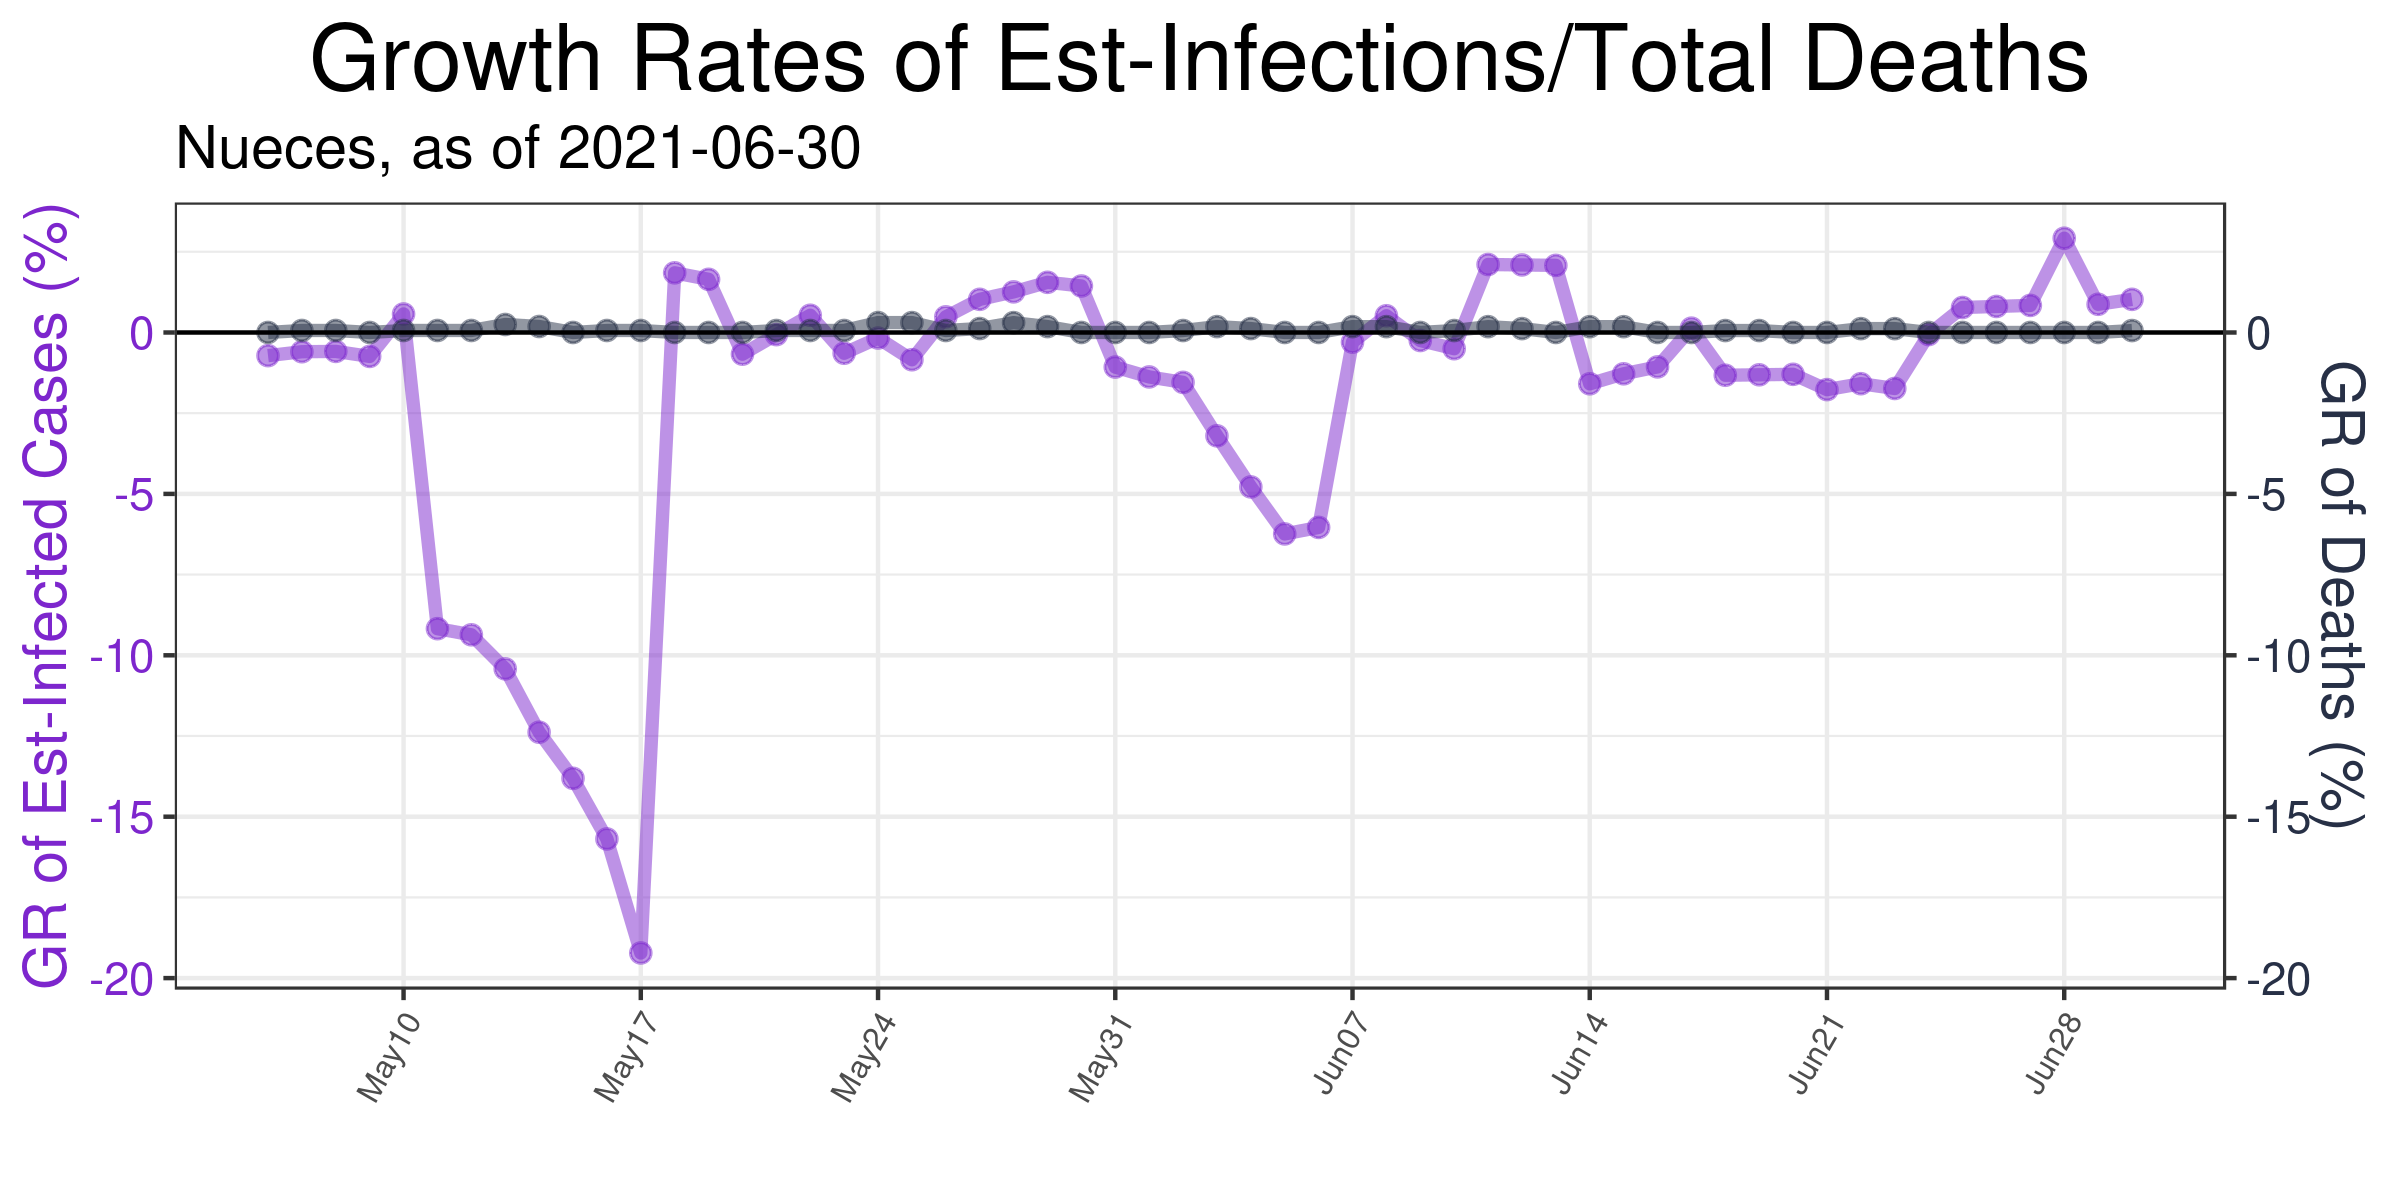 Growth Rates of Est-Infections/Total Deaths
Nueces, as of 2021-06-30
GR of Est-Infected Cases (%)
0
-5
-10
-15
-20
0
-5
-10
-15
-20
GR of Deaths (%)
May10
May17
May24
May31
Jun07
Jun14
Jun21
Jun28